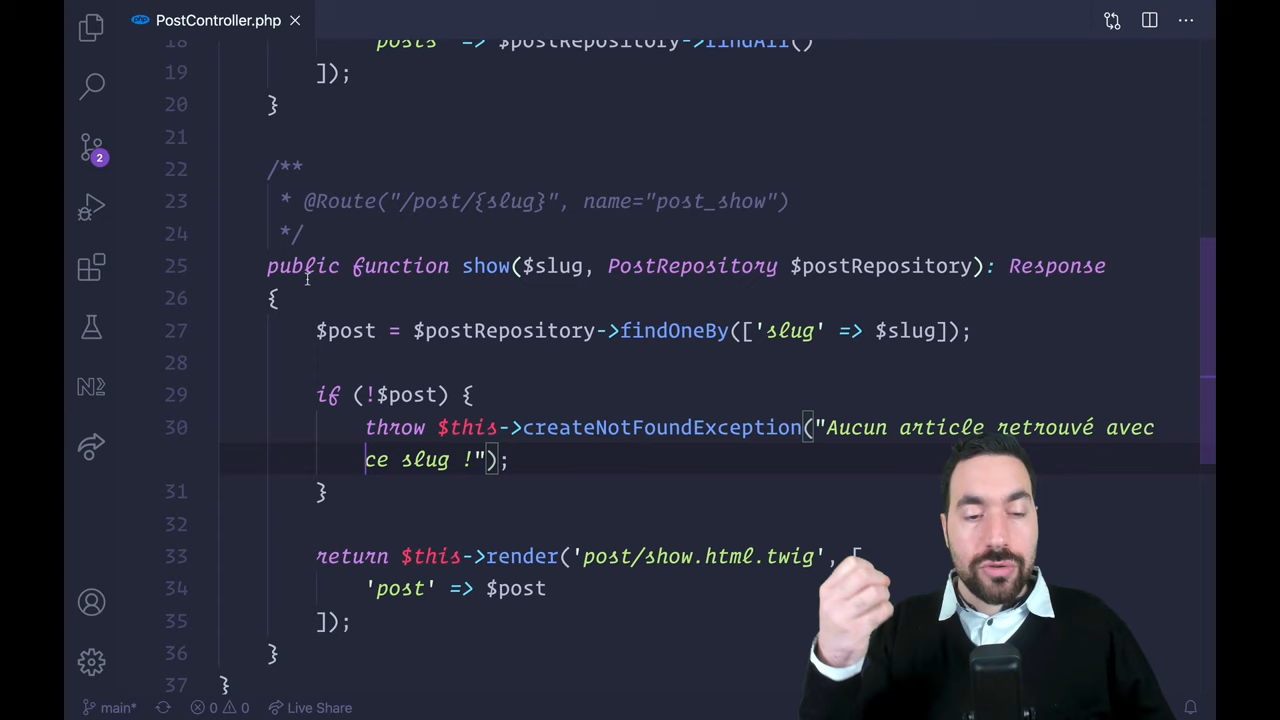 PostController.php
18 'posts' => $postRepository->findAll()
19 ]);
20 }
21
22 /**
23 * @Route("/post/{slug}", name="post_show")
24 */
25 public function show($slug, PostRepository $postRepository): Response
26 {
27 $post = $postRepository->findOneBy(['slug' => $slug]);
28
29 if (!$post) {
30 throw $this->createNotFoundException("Aucun article retrouvé avec
ce slug !");
31 }
32
33 return $this->render('post/show.html.twig', [
34 'post' => $post
35 ]);
36 }
37 }
2
main* 0 0 Live Share